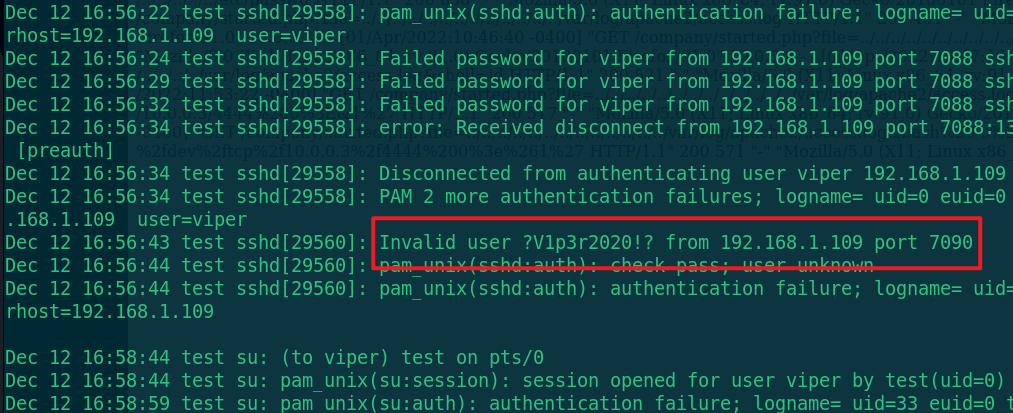 Dec 12 16:56:22 test sshd[29558]: pam_unix(sshd:auth): authentication failure; logname= uid=
rhost=192.168.1.109  user=viper
Dec 12 16:56:24 test sshd[29558]: Failed password for viper from 192.168.1.109 port 7088 ssh
Dec 12 16:56:29 test sshd[29558]: Failed password for viper from 192.168.1.109 port 7088 ssh
Dec 12 16:56:32 test sshd[29558]: Failed password for viper from 192.168.1.109 port 7088 ssh
Dec 12 16:56:34 test sshd[29558]: error: Received disconnect from 192.168.1.109 port 7088:13
[preauth]
Dec 12 16:56:34 test sshd[29558]: Disconnected from authenticating user viper 192.168.1.109
Dec 12 16:56:34 test sshd[29558]: PAM 2 more authentication failures; logname= uid=0 euid=0
.168.1.109  user=viper
Dec 12 16:56:43 test sshd[29560]: Invalid user ?V1p3r2020!? from 192.168.1.109 port 7090
Dec 12 16:56:44 test sshd[29560]: pam_unix(sshd:auth): check pass; user unknown
Dec 12 16:56:44 test sshd[29560]: pam_unix(sshd:auth): authentication failure; logname= uid=
rhost=192.168.1.109
Dec 12 16:58:44 test su: (to viper) test on pts/0
Dec 12 16:58:44 test su: pam_unix(su:session): session opened for user viper by test(uid=0)
Dec 12 16:58:59 test su: pam_unix(su:auth): authentication failure; logname= uid=33 euid=0